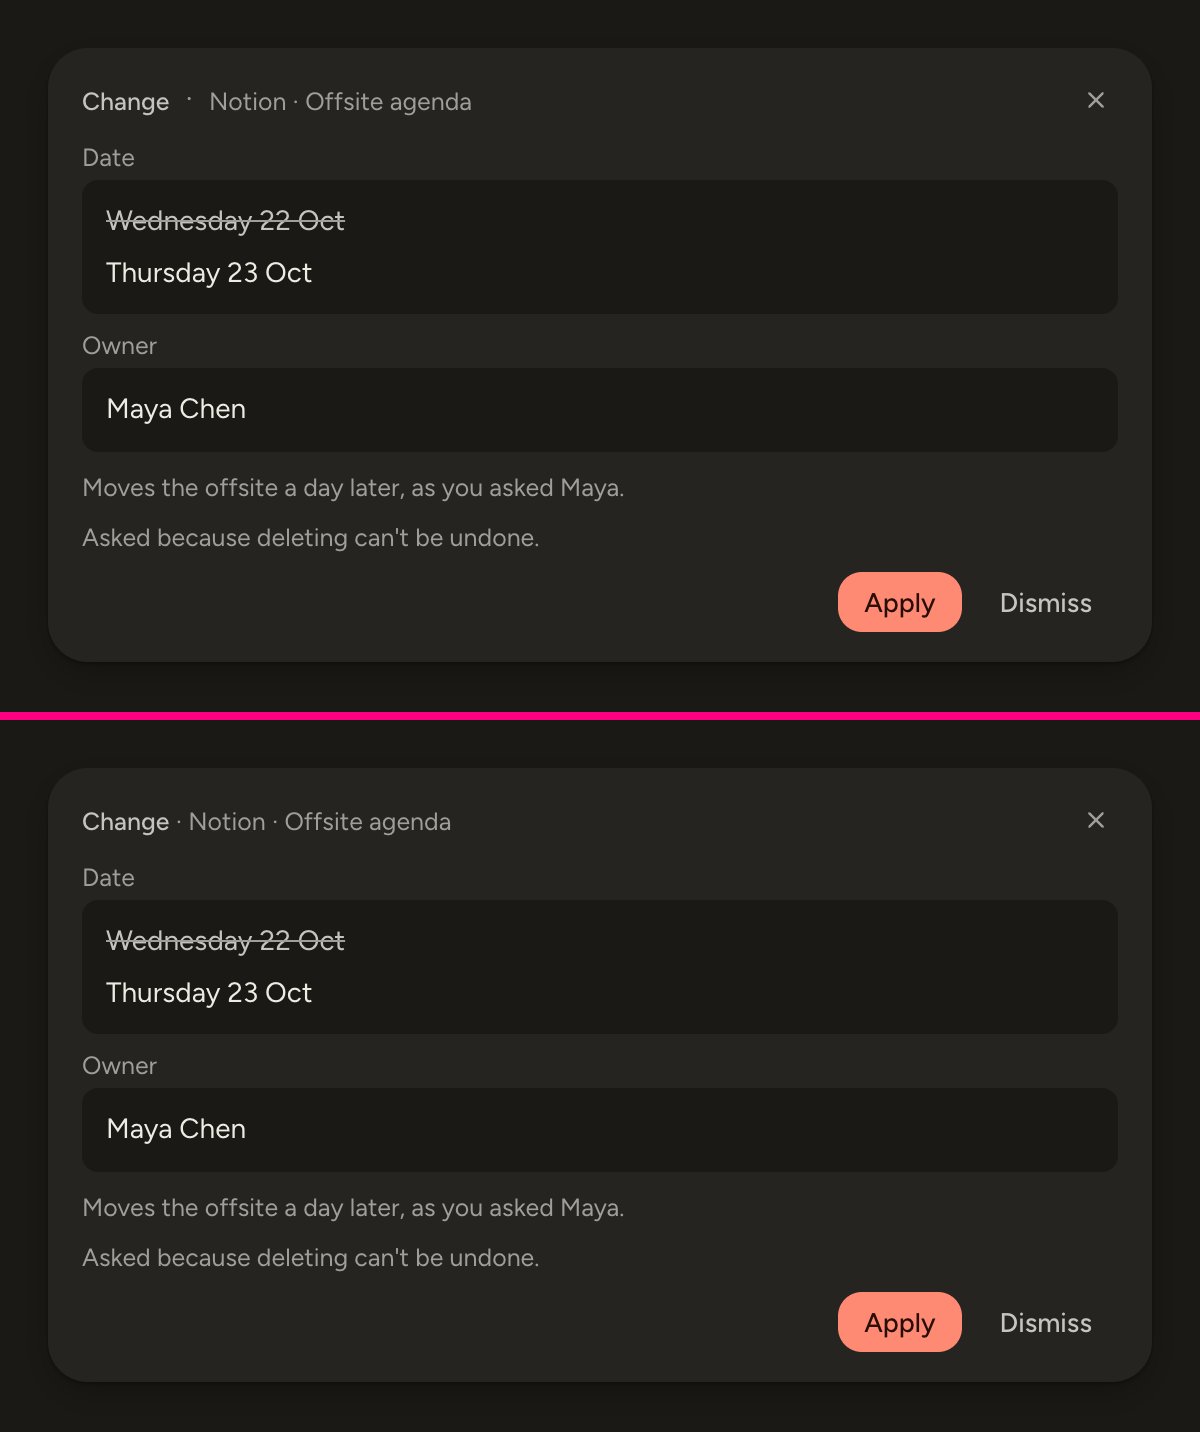 Change · Notion · Offsite agenda
Date
Wednesday 22 Oct
Thursday 23 Oct
Owner
Maya Chen
Moves the offsite a day later, as you asked Maya.
Asked because deleting can't be undone.
Apply Dismiss
Change · Notion · Offsite agenda
Date
Wednesday 22 Oct
Thursday 23 Oct
Owner
Maya Chen
Moves the offsite a day later, as you asked Maya.
Asked because deleting can't be undone.
Apply Dismiss